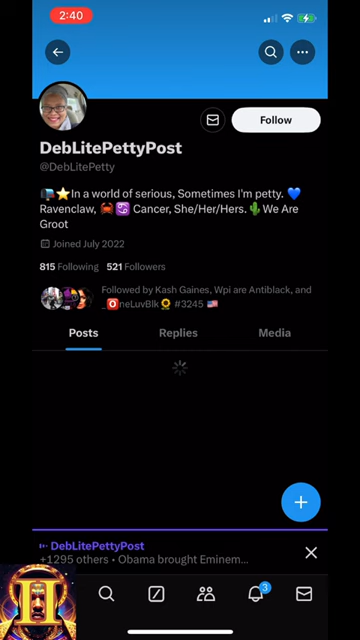 2:40
Follow
DebLitePettyPost
@DebLitePetty
📭⭐In a world of serious, Sometimes I'm petty. 💙
Ravenclaw, 🦀♋ Cancer, She/Her/Hers. 🌵We Are
Groot
Joined July 2022
815 Following 521 Followers
Followed by Kash Gaines, Wpi are Antiblack, and
_🅾neLuvBlk🌻 #3245 🇺🇸
Posts Replies Media
DebLitePettyPost
+1295 others • Obama brought Eminem...
3